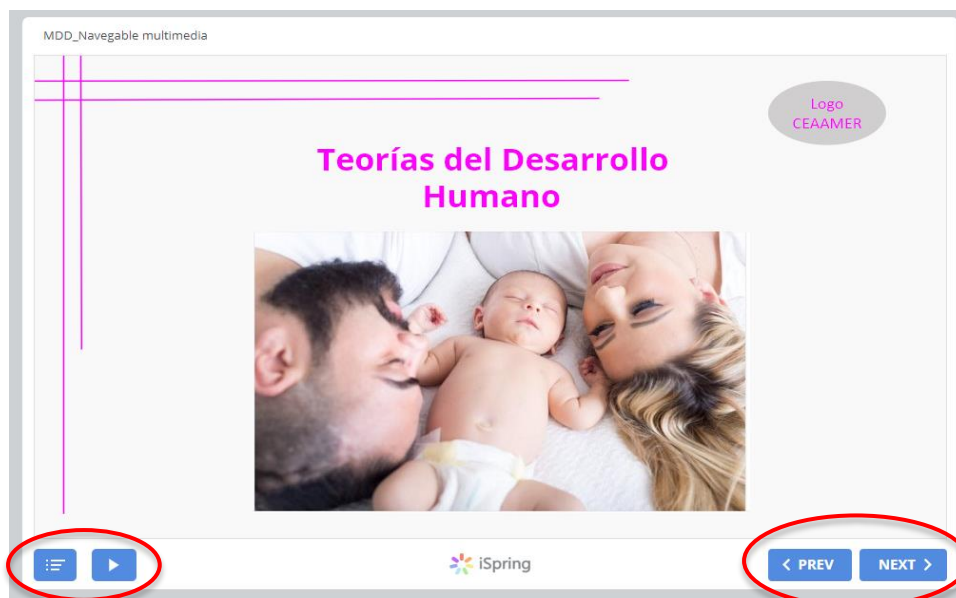 MDD_Navegable multimedia
Logo
CEAAMER
Teorías del Desarrollo
Humano
iSpring
PREV
NEXT